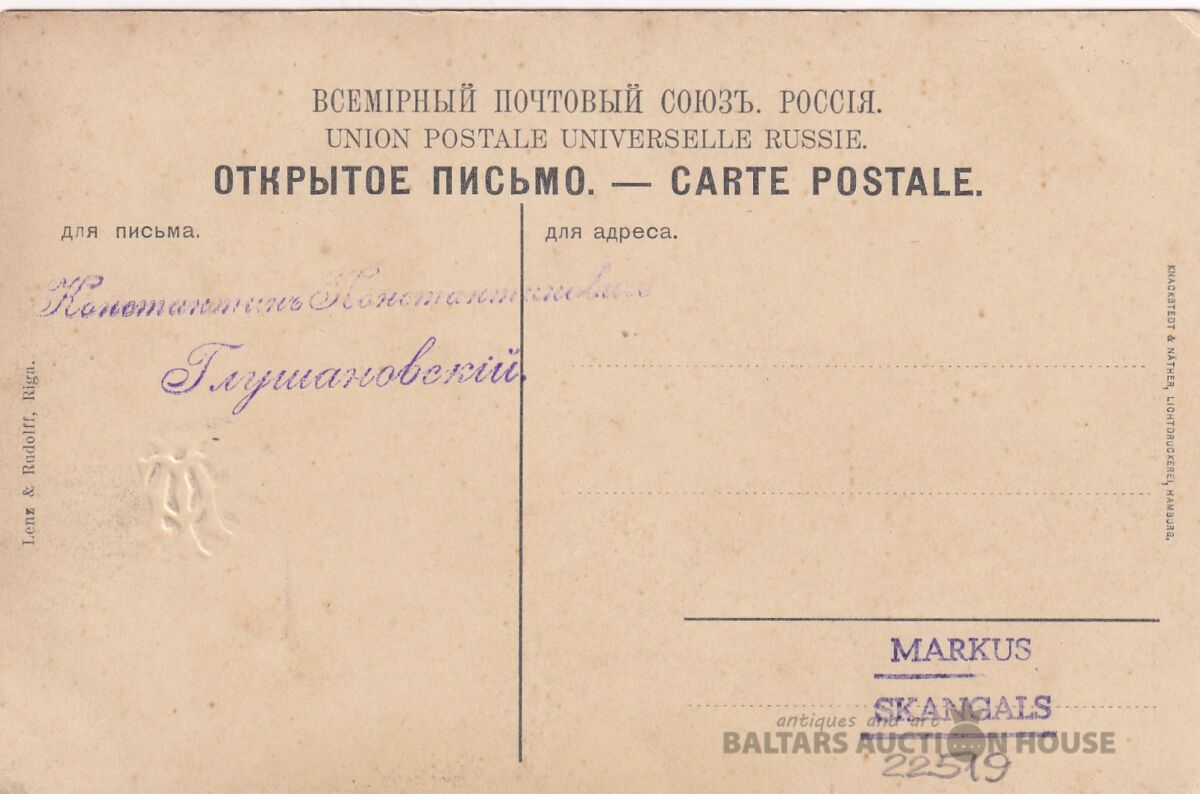 ВСЕМІРНЫЙ ПОЧТОВЫЙ СОЮЗЪ. РОССІЯ.
UNION POSTALE UNIVERSELLE RUSSIE.
ОТКРЫТОЕ ПИСЬМО. — CARTE POSTALE.
для письма.
для адреса.
Константинъ Константиновичъ
Глушановскій.
Lenz & Rudolff, Riga.
KNACKSTEDT & NÄTHER, LICHTDRUCKEREI, HAMBURG.
MARKUS
SKANGALS
antiques and art
BALTARS AUCTION HOUSE
22519